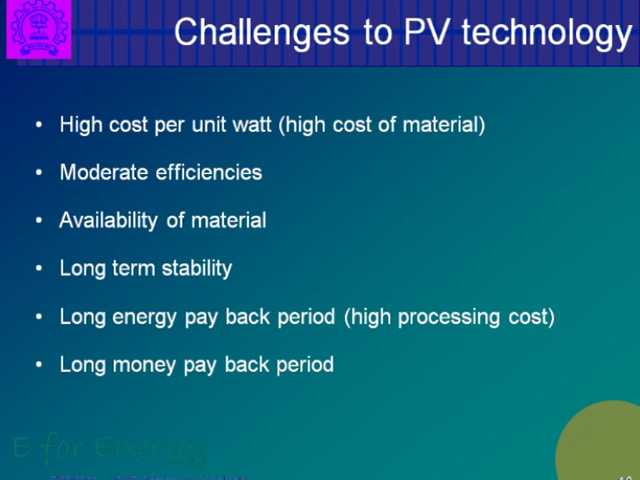 Challenges to PV technology
• High cost per unit watt (high cost of material)
• Moderate efficiencies
• Availability of material
• Long term stability
• Long energy pay back period (high processing cost)
• Long money pay back period
E for Energy